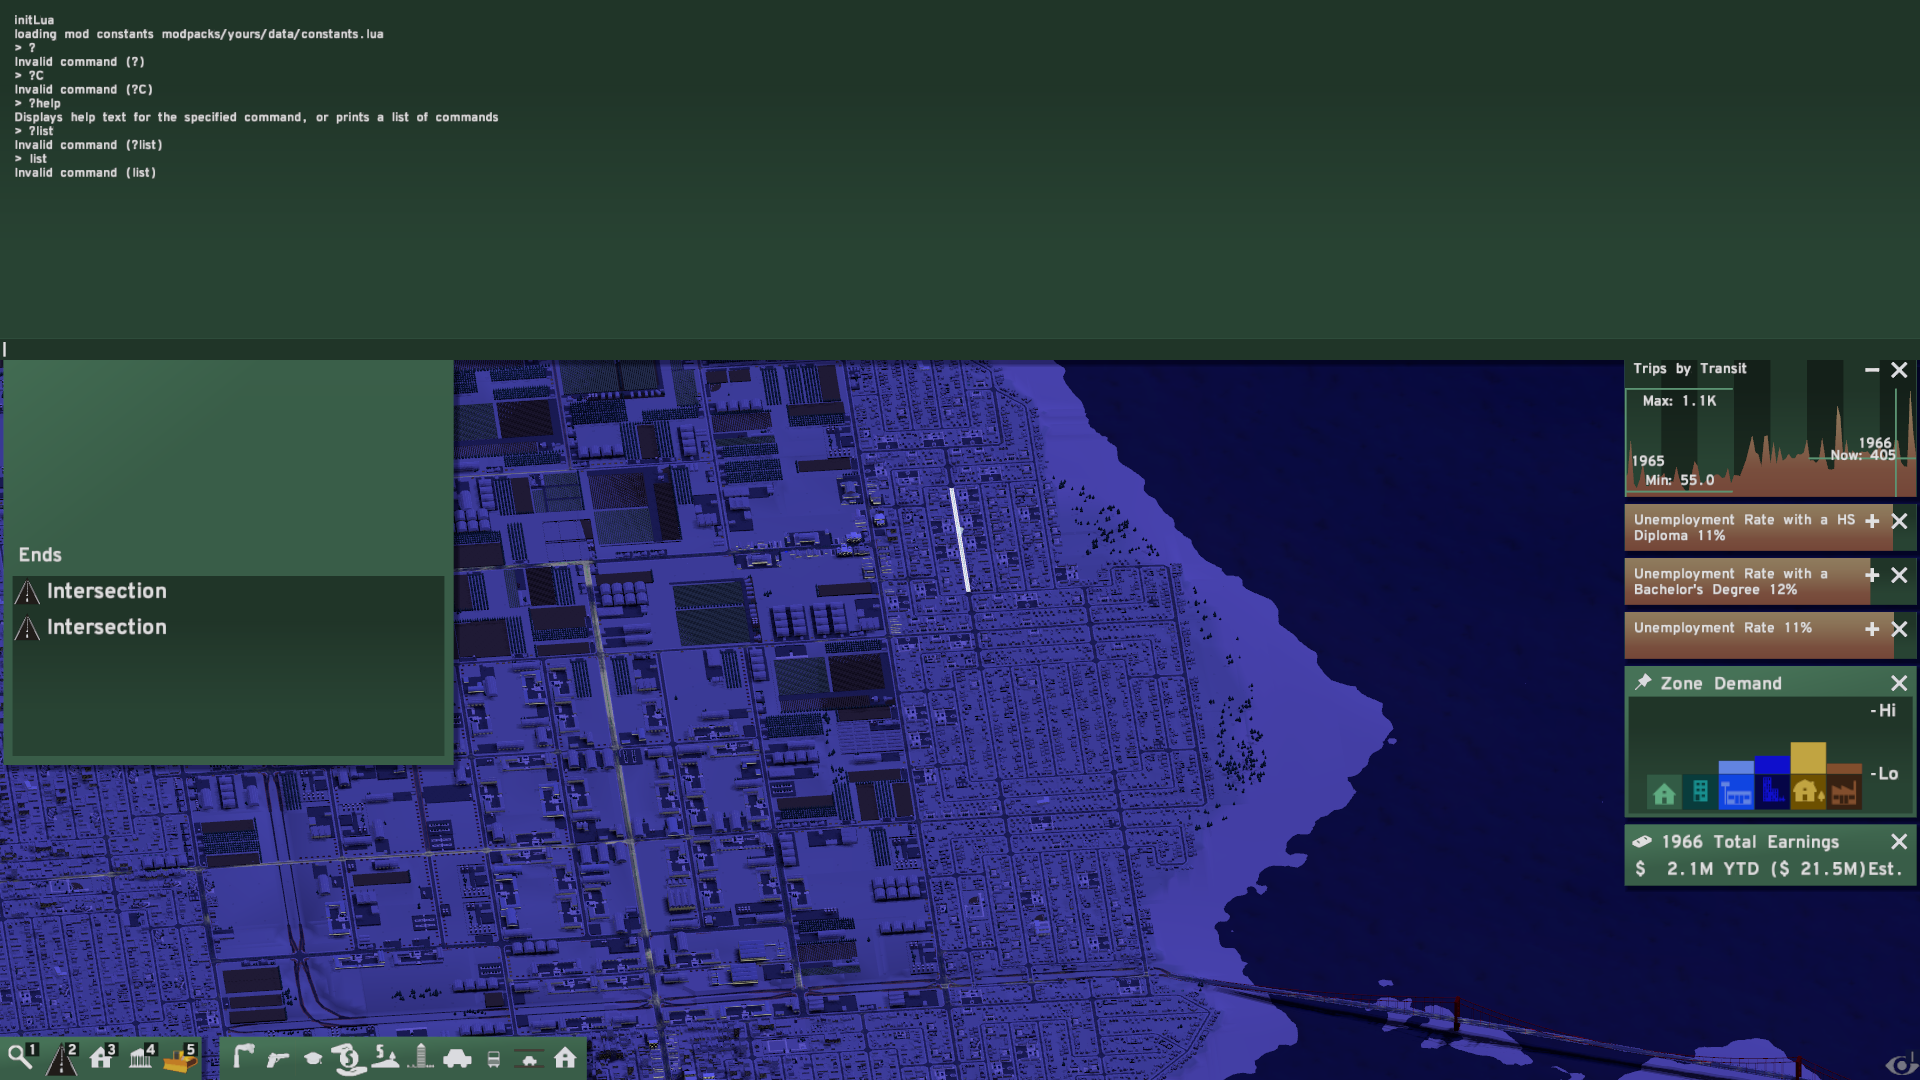 initLua
loading mod constants modpacks/yours/data/constants.lua
> ?
Invalid command (?)
> ?C
Invalid command (?C)
> ?help
Displays help text for the specified command, or prints a list of commands
> ?list
Invalid command (?list)
> list
Invalid command (list)
Ends
Intersection
Intersection
Trips by Transit
Max: 1.1K
1966
Now: 405
1965
Min: 55.0
Unemployment Rate with a HS
Diploma 11%
Unemployment Rate with a
Bachelor's Degree 12%
Unemployment Rate 11%
Zone Demand
-Hi
-Lo
1966 Total Earnings
$ 2.1M YTD ($ 21.5M)Est.
1
2
3
4
5